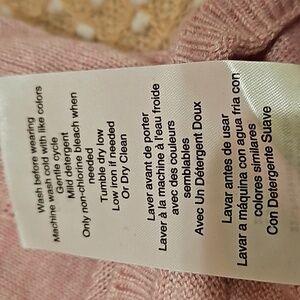 Wash before wearing
Machine wash cold with like colors
Gentle cycle
Mild detergent
Only non-chlorine bleach when
needed
Tumble dry low
Low iron if needed
Or Dry Clean
Laver avant de porter
Laver à la machine à l'eau froide
avec des couleurs
semblables
Avec Un Détergent Doux
Lavar antes de usar
Lavar a máquina con agua fria con
colores similares
Con Detergente Suave